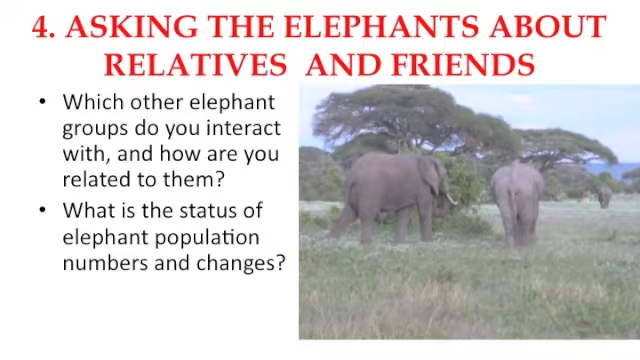 4. ASKING THE ELEPHANTS ABOUT
RELATIVES AND FRIENDS
• Which other elephant
groups do you interact
with, and how are you
related to them?
• What is the status of
elephant population
numbers and changes?